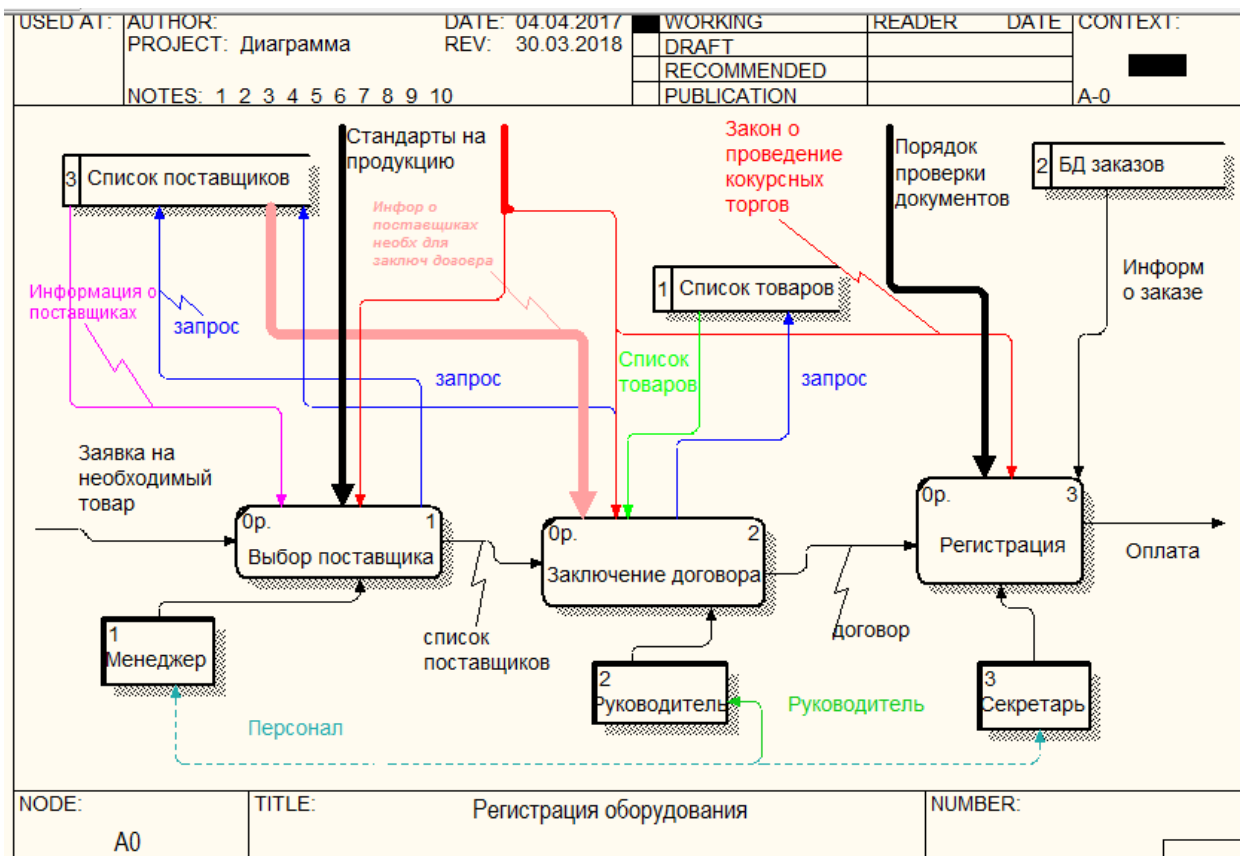 USED AT:
AUTHOR:
DATE: 04.04.2017
PROJECT: Диаграмма
REV: 30.03.2018
NOTES: 1 2 3 4 5 6 7 8 9 10
WORKING
DRAFT
RECOMMENDED
PUBLICATION
READER
DATE
CONTEXT:
A-0
Стандарты на
продукцию
Закон о
проведение
кокурсных
торгов
Порядок
проверки
документов
2 БД заказов
3 Список поставщиков
Инфор о
поставщиках
необх для
заключ дововра
Информ
о заказе
1 Список товаров
Информация о
поставщиках
запрос
Список
товаров
запрос
запрос
Заявка на
необходимый
товар
0р. 1
Выбор поставщика
0р. 2
Заключение договора
0р. 3
Регистрация
Оплата
список
поставщиков
договор
1
Менеджер
2
Руководитель
3
Секретарь
Руководитель
Персонал
NODE:
A0
TITLE:
Регистрация оборудования
NUMBER: